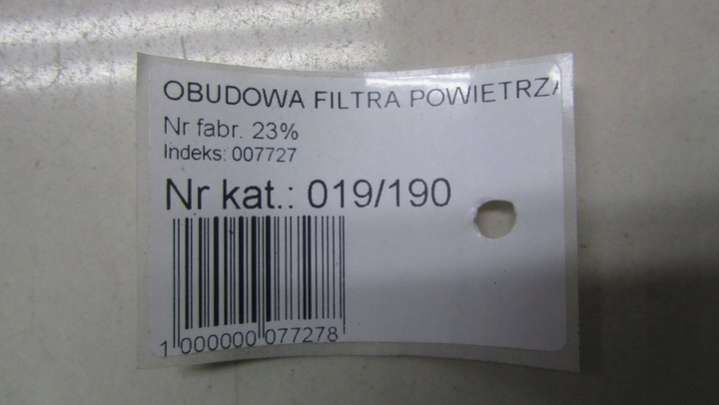 OBUDOWA FILTRA POWIETRZA
Nr fabr. 23%
Indeks: 007727
Nr kat.: 019/190
1 000000 077278